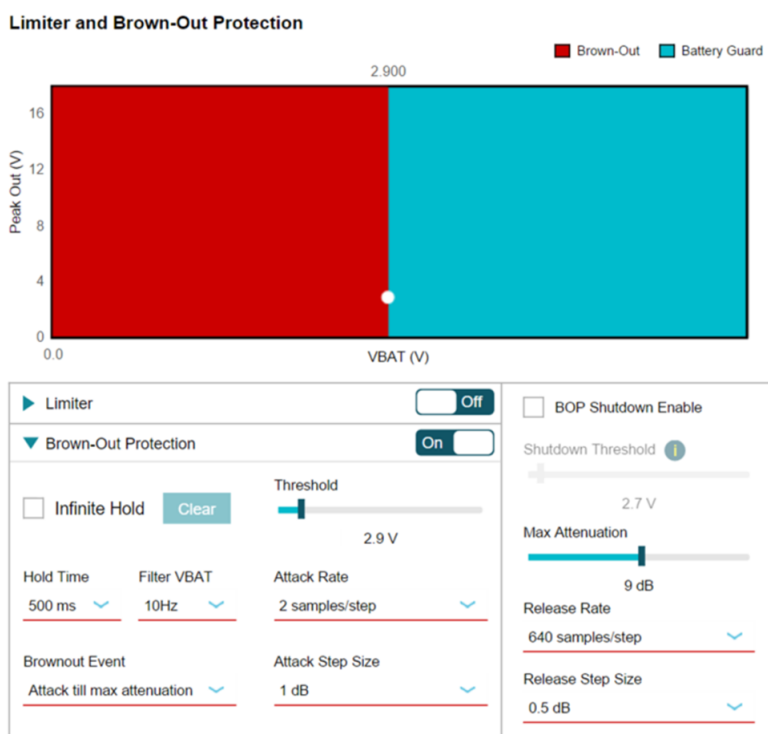 Limiter and Brown-Out Protection
Brown-Out
Battery Guard
2.900
16
12
8
4
0
Peak Out (V)
0.0
VBAT (V)
Limiter
Off
Brown-Out Protection
On
Infinite Hold
Clear
Threshold
2.9 V
Hold Time
Filter VBAT
Attack Rate
500 ms
10Hz
2 samples/step
Brownout Event
Attack Step Size
Attack till max attenuation
1 dB
BOP Shutdown Enable
Shutdown Threshold i
2.7 V
Max Attenuation
9 dB
Release Rate
640 samples/step
Release Step Size
0.5 dB